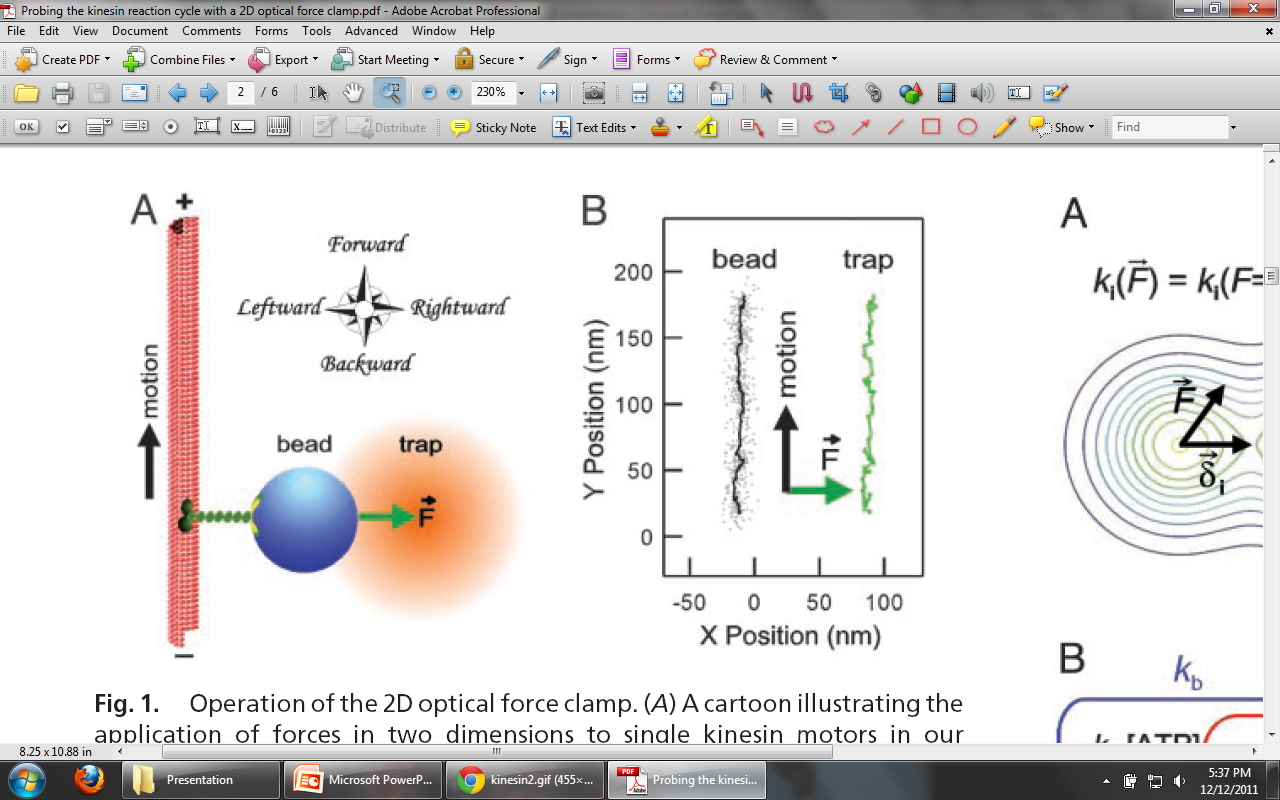 Probing the kinesin reaction cycle with a 2D optical force clamp.pdf - Adobe Acrobat Professional
File Edit View Document Comments Forms Tools Advanced Window Help
Create PDF Combine Files Export Start Meeting Secure Sign Forms Review & Comment
2 / 6 230%
OK Distribute Sticky Note Text Edits T Show Find
A
+
Forward
Leftward Rightward
Backward
motion
bead trap
F⃗
−
B
bead trap
200
150
100
50
0
Y Position (nm)
motion
F⃗
-50 0 50 100
X Position (nm)
Fig. 1. Operation of the 2D optical force clamp. (A) A cartoon illustrating the
application of forces in two dimensions to single kinesin motors in our
A
ki(F⃗) = ki(F=
F⃗
δ⃗i
B
kb
[ATP]
8.25 x 10.88 in
Presentation Microsoft PowerP... kinesin2.gif (455×... Probing the kinesi...
5:37 PM
12/12/2011